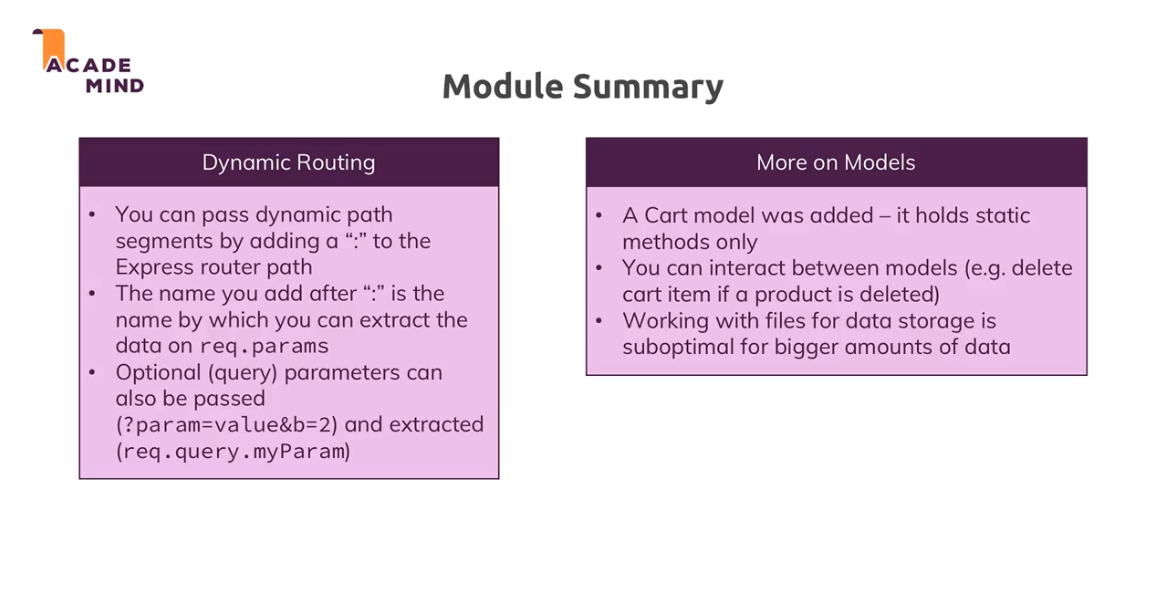 ACADE
MIND
Module Summary
Dynamic Routing
• You can pass dynamic path
segments by adding a “:” to the
Express router path
• The name you add after “:” is the
name by which you can extract the
data on req.params
• Optional (query) parameters can
also be passed
(?param=value&b=2) and extracted
(req.query.myParam)
More on Models
• A Cart model was added – it holds static
methods only
• You can interact between models (e.g. delete
cart item if a product is deleted)
• Working with files for data storage is
suboptimal for bigger amounts of data